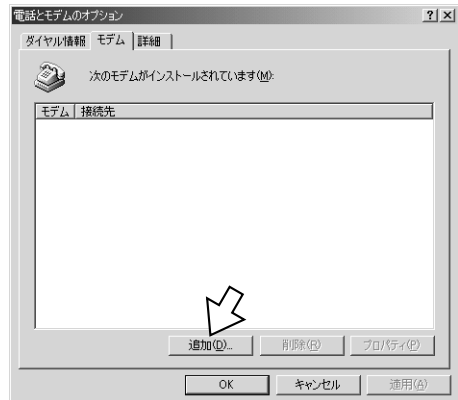 電話とモデムのオプション
ダイヤル情報 モデム 詳細
次のモデムがインストールされています(M):
モデム 接続先
追加(D)... 削除(R) プロパティ(P)
OK キャンセル 適用(A)